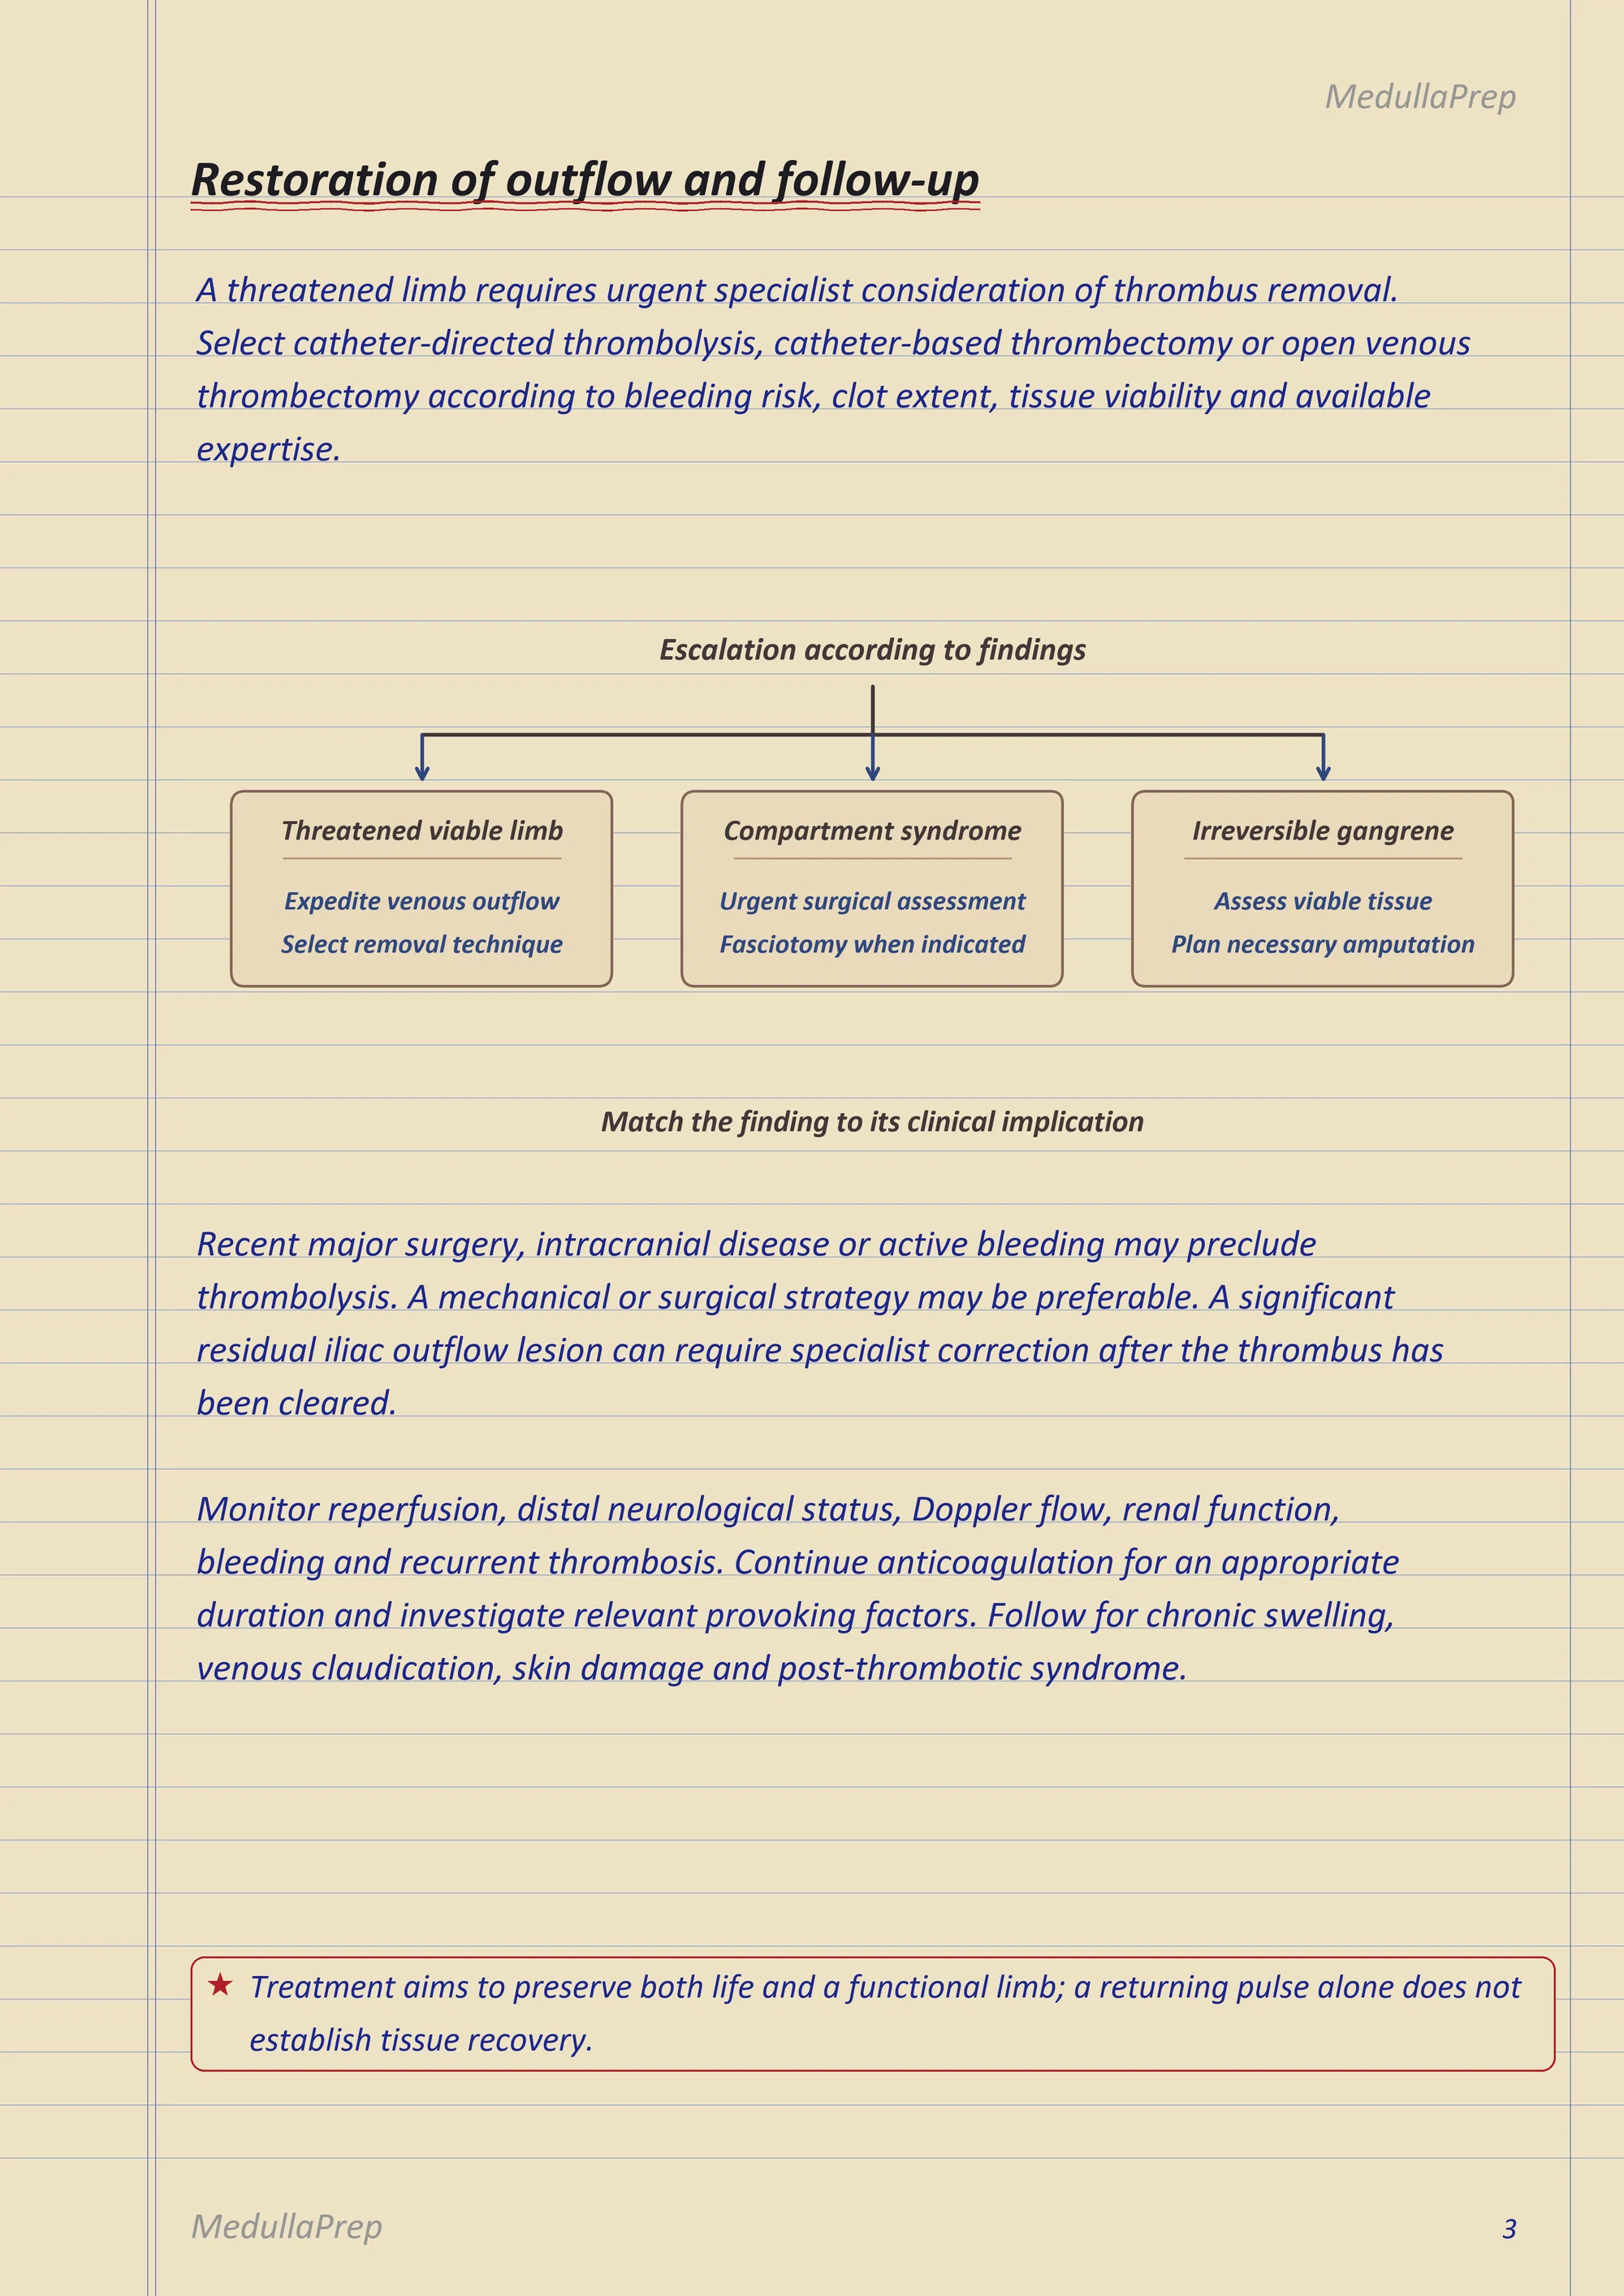 MedullaPrep
Restoration of outflow and follow-up
A threatened limb requires urgent specialist consideration of thrombus removal.
Select catheter-directed thrombolysis, catheter-based thrombectomy or open venous
thrombectomy according to bleeding risk, clot extent, tissue viability and available
expertise.
Escalation according to findings
Threatened viable limb
Expedite venous outflow
Select removal technique
Compartment syndrome
Urgent surgical assessment
Fasciotomy when indicated
Irreversible gangrene
Assess viable tissue
Plan necessary amputation
Match the finding to its clinical implication
Recent major surgery, intracranial disease or active bleeding may preclude
thrombolysis. A mechanical or surgical strategy may be preferable. A significant
residual iliac outflow lesion can require specialist correction after the thrombus has
been cleared.
Monitor reperfusion, distal neurological status, Doppler flow, renal function,
bleeding and recurrent thrombosis. Continue anticoagulation for an appropriate
duration and investigate relevant provoking factors. Follow for chronic swelling,
venous claudication, skin damage and post-thrombotic syndrome.
★ Treatment aims to preserve both life and a functional limb; a returning pulse alone does not
establish tissue recovery.
MedullaPrep
3